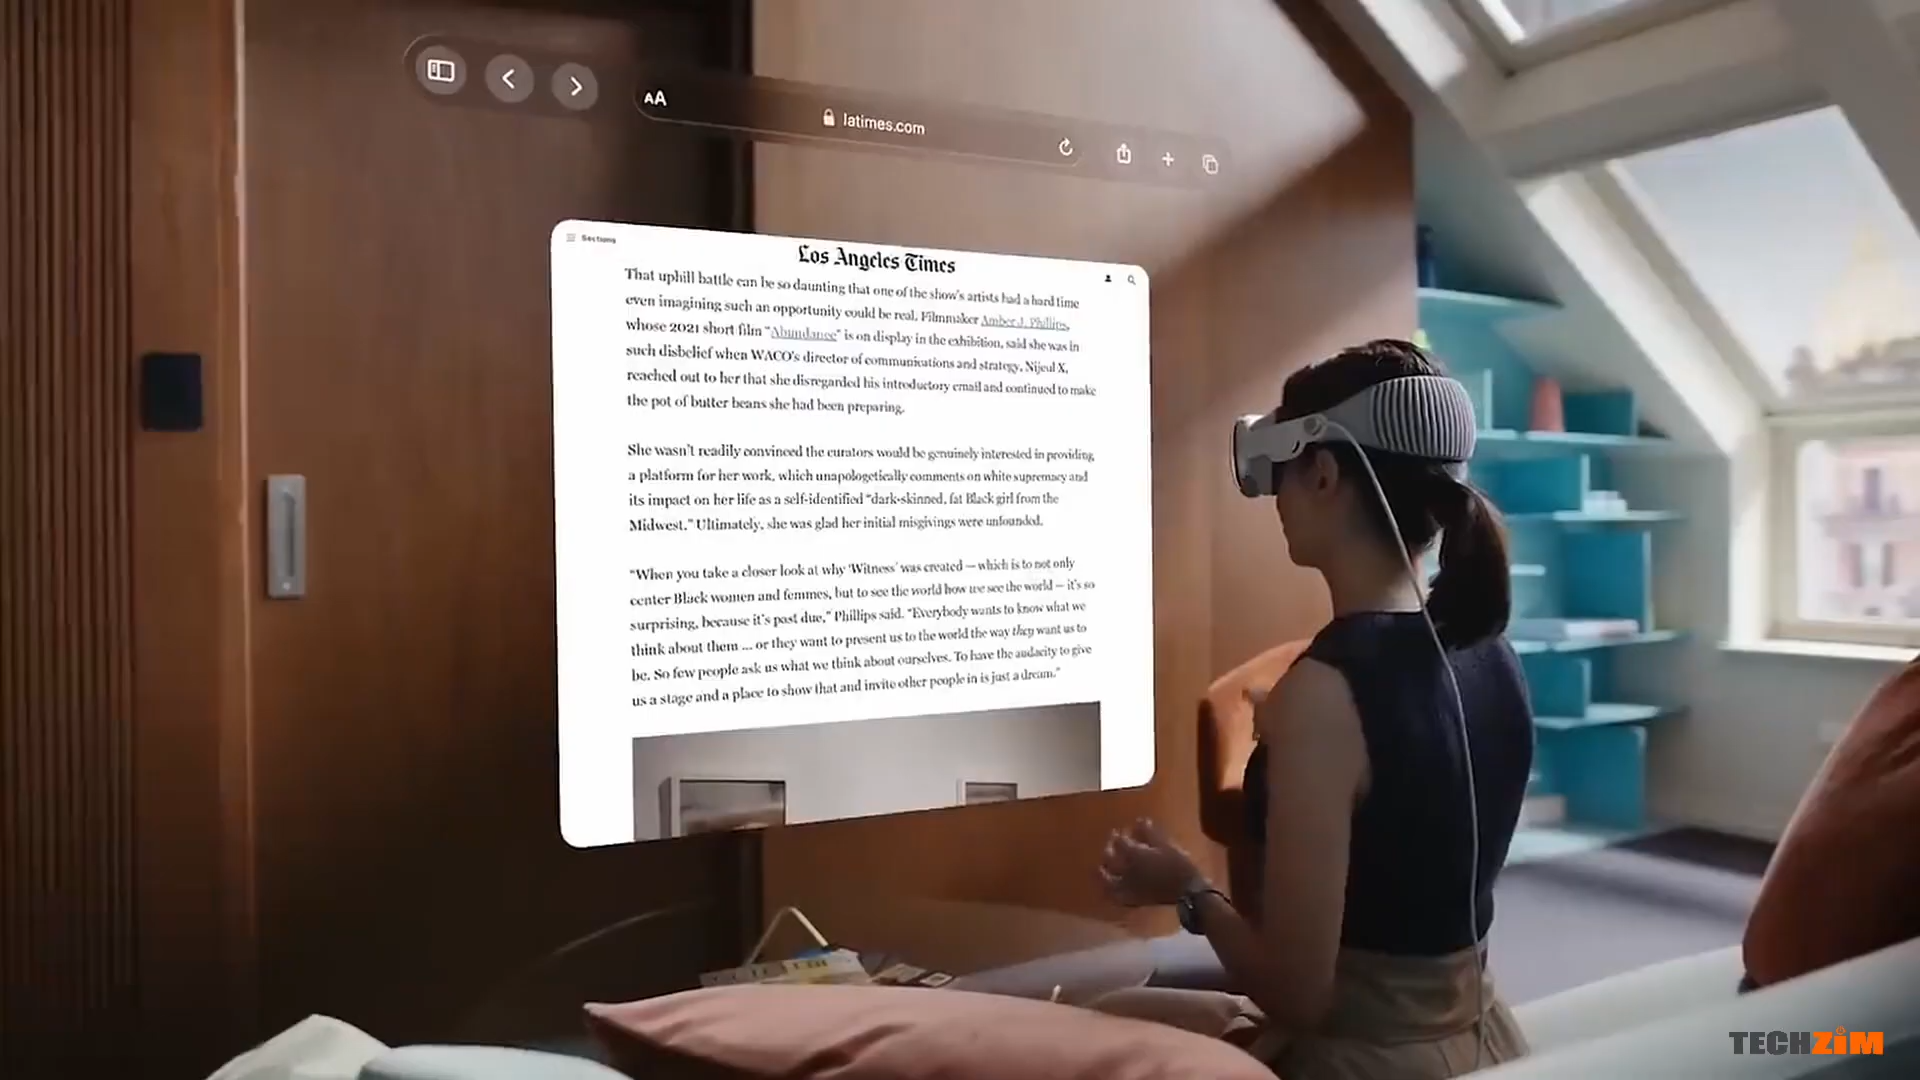 AA
latimes.com
Sections
Los Angeles Times
That uphill battle can be so daunting that one of the show's artists had a hard time
even imagining such an opportunity could be real. Filmmaker Amber J. Phillips,
whose 2021 short film "Abundance" is on display in the exhibition, said she was in
such disbelief when WACO's director of communications and strategy, Nijeul X,
reached out to her that she disregarded his introductory email and continued to make
the pot of butter beans she had been preparing.
She wasn't readily convinced the curators would be genuinely interested in providing
a platform for her work, which unapologetically comments on white supremacy and
its impact on her life as a self-identified "dark-skinned, fat Black girl from the
Midwest." Ultimately, she was glad her initial misgivings were unfounded.
"When you take a closer look at why 'Witness' was created — which is to not only
center Black women and femmes, but to see the world how we see the world — it's so
surprising, because it's past due," Phillips said. "Everybody wants to know what we
think about them ... or they want to present us to the world the way they want us to
be. So few people ask us what we think about ourselves. To have the audacity to give
us a stage and a place to show that and invite other people in is just a dream."
TECHZiM